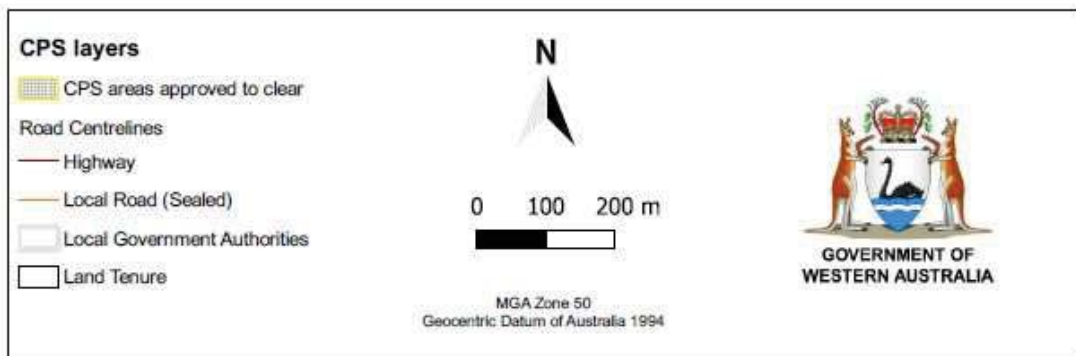 CPS layers
CPS areas approved to clear
Road Centrelines
Highway
Local Road (Sealed)
Local Government Authorities
Land Tenure
N
0 100 200 m
MGA Zone 50
Geocentric Datum of Australia 1994
GOVERNMENT OF
WESTERN AUSTRALIA